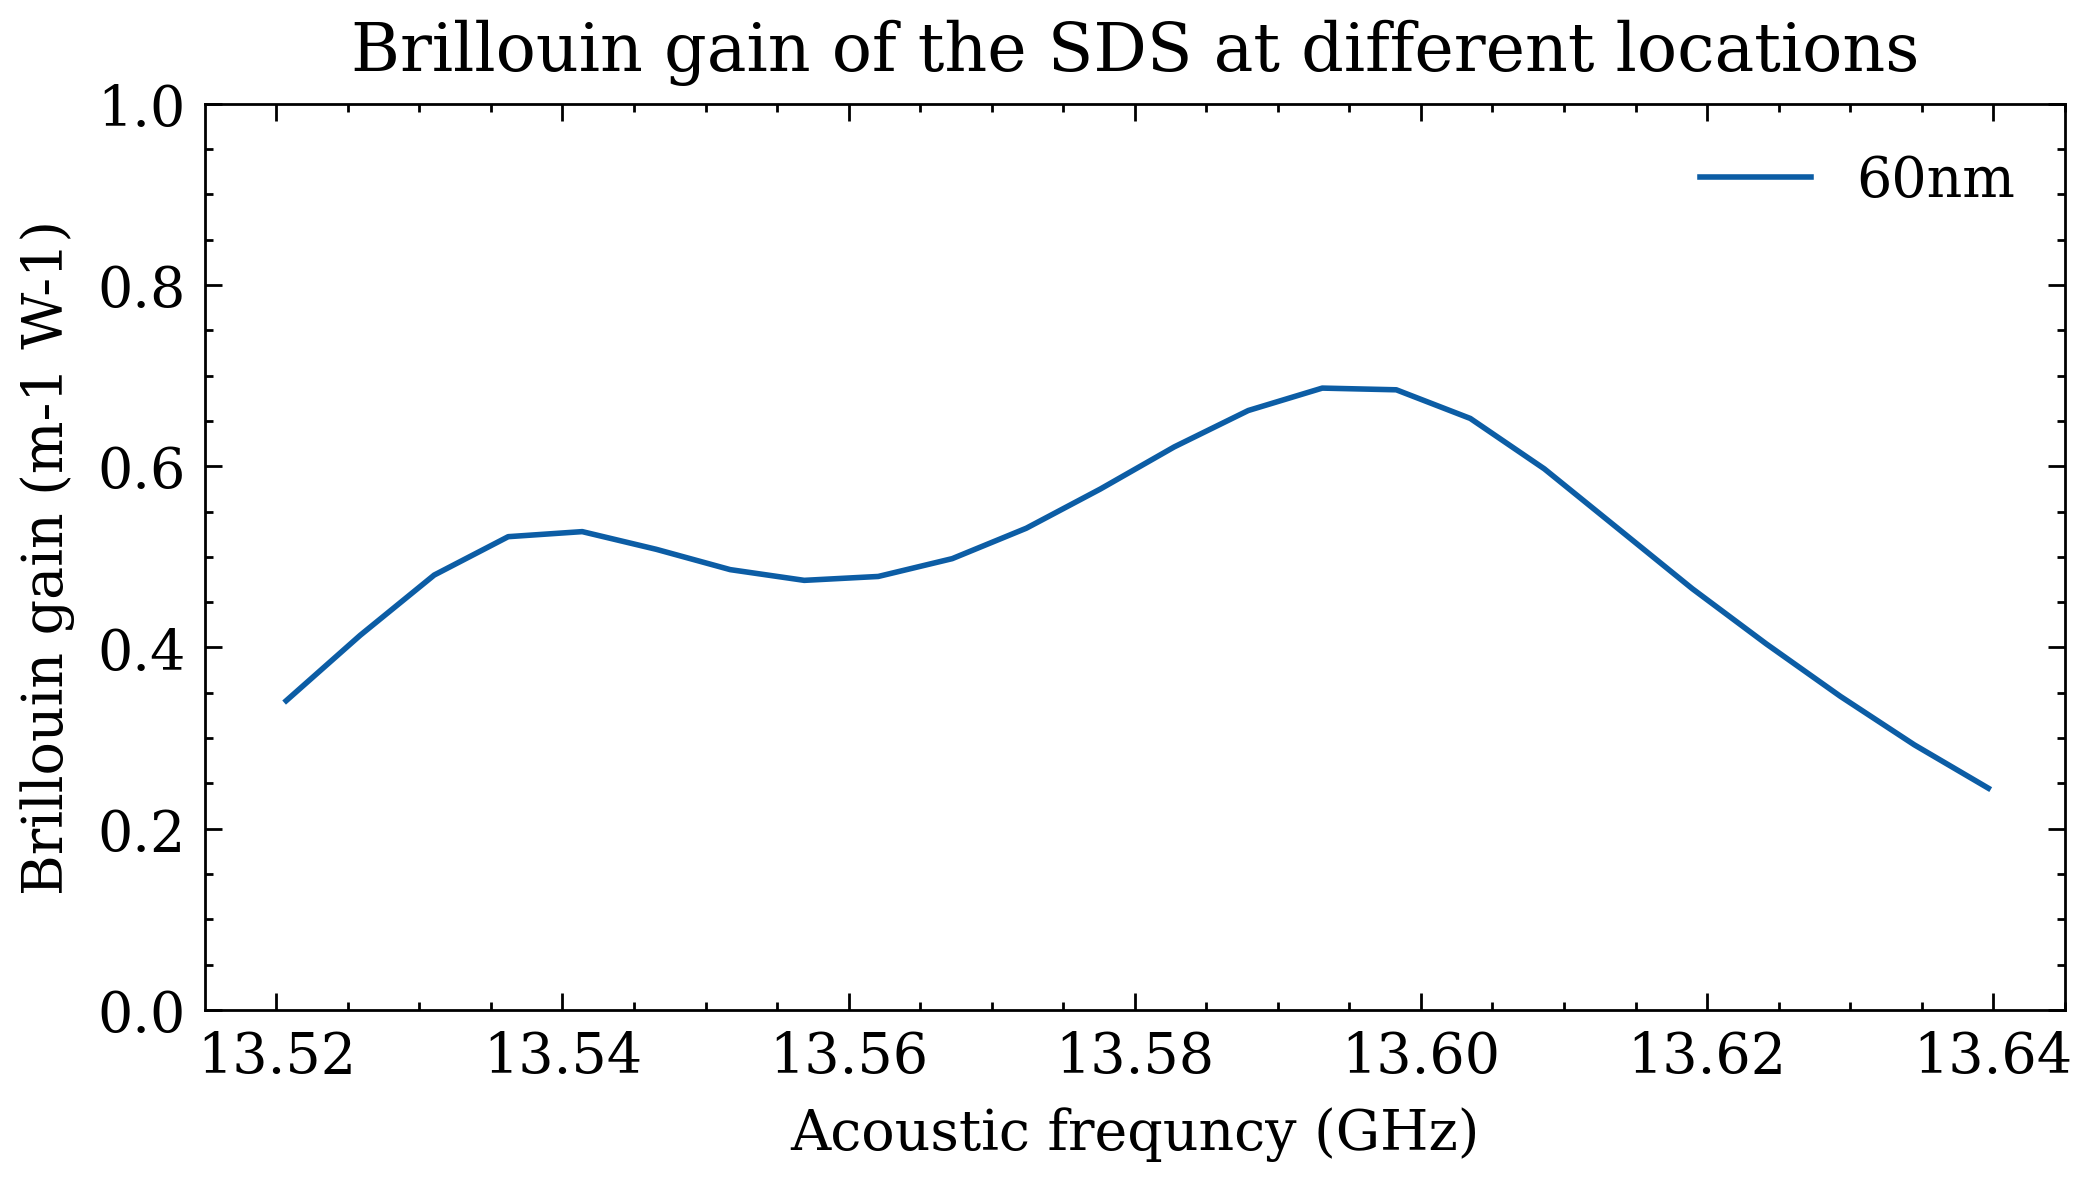 Brillouin gain of the SDS at different locations
60nm
Brillouin gain (m-1 W-1)
1.0
0.8
0.6
0.4
0.2
0.0
13.52 13.54 13.56 13.58 13.60 13.62 13.64
Acoustic frequncy (GHz)